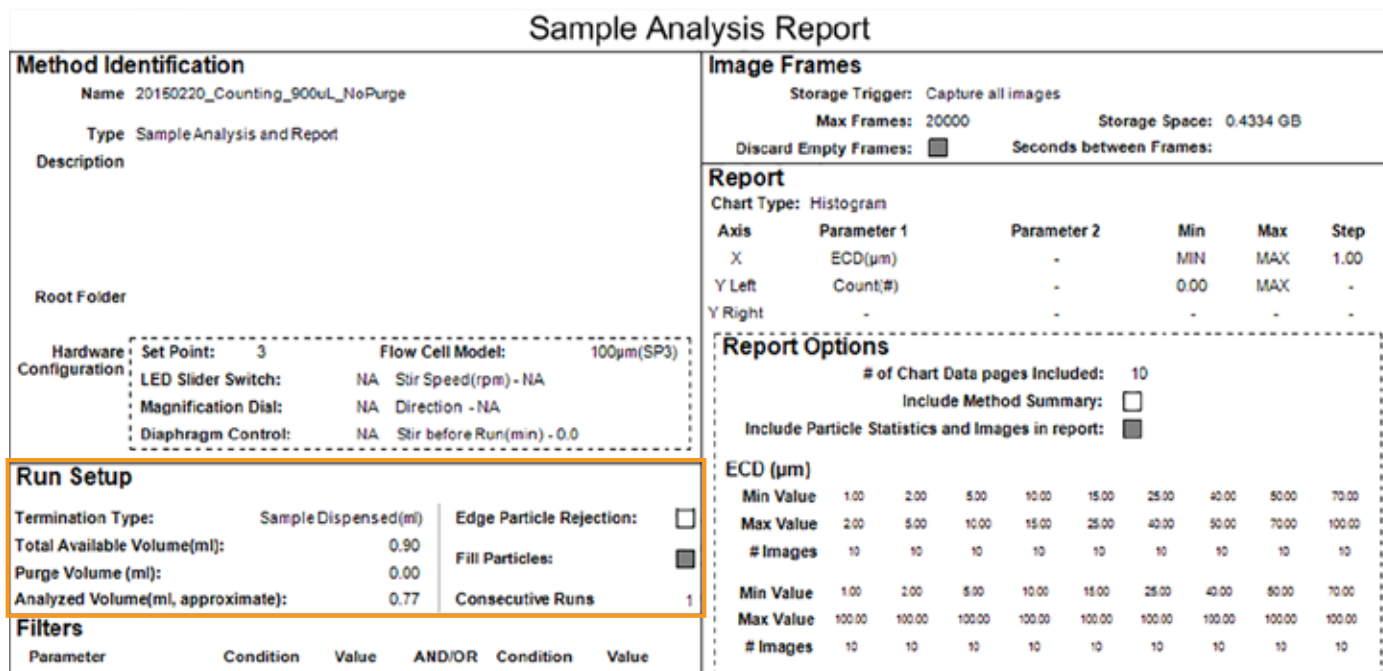 Sample Analysis Report
Method Identification
Name 20150220_Counting_900uL_NoPurge
Type Sample Analysis and Report
Description
Root Folder
Hardware Configuration
Set Point: 3 Flow Cell Model: 100µm(SP3)
LED Slider Switch: NA Stir Speed(rpm) - NA
Magnification Dial: NA Direction - NA
Diaphragm Control: NA Stir before Run(min) - 0.0
Run Setup
Termination Type: Sample Dispensed(ml) Edge Particle Rejection:
Total Available Volume(ml): 0.90
Fill Particles:
Purge Volume (ml): 0.00
Analyzed Volume(ml, approximate): 0.77 Consecutive Runs 1
Filters
Parameter Condition Value AND/OR Condition Value
Image Frames
Storage Trigger: Capture all images
Max Frames: 20000 Storage Space: 0.4334 GB
Discard Empty Frames: Seconds between Frames:
Report
Chart Type: Histogram
Axis Parameter 1 Parameter 2 Min Max Step
X ECD(µm) - MIN MAX 1.00
Y Left Count(#) - 0.00 MAX -
Y Right - - - - -
Report Options
# of Chart Data pages Included: 10
Include Method Summary:
Include Particle Statistics and Images in report:
ECD (µm)
Min Value 1.00 2.00 5.00 10.00 15.00 25.00 40.00 50.00 70.00
Max Value 2.00 5.00 10.00 15.00 25.00 40.00 50.00 70.00 100.00
# Images 10 10 10 10 10 10 10 10 10
Min Value 1.00 2.00 5.00 10.00 15.00 25.00 40.00 50.00 70.00
Max Value 100.00 100.00 100.00 100.00 100.00 100.00 100.00 100.00 100.00
# Images 10 10 10 10 10 10 10 10 10